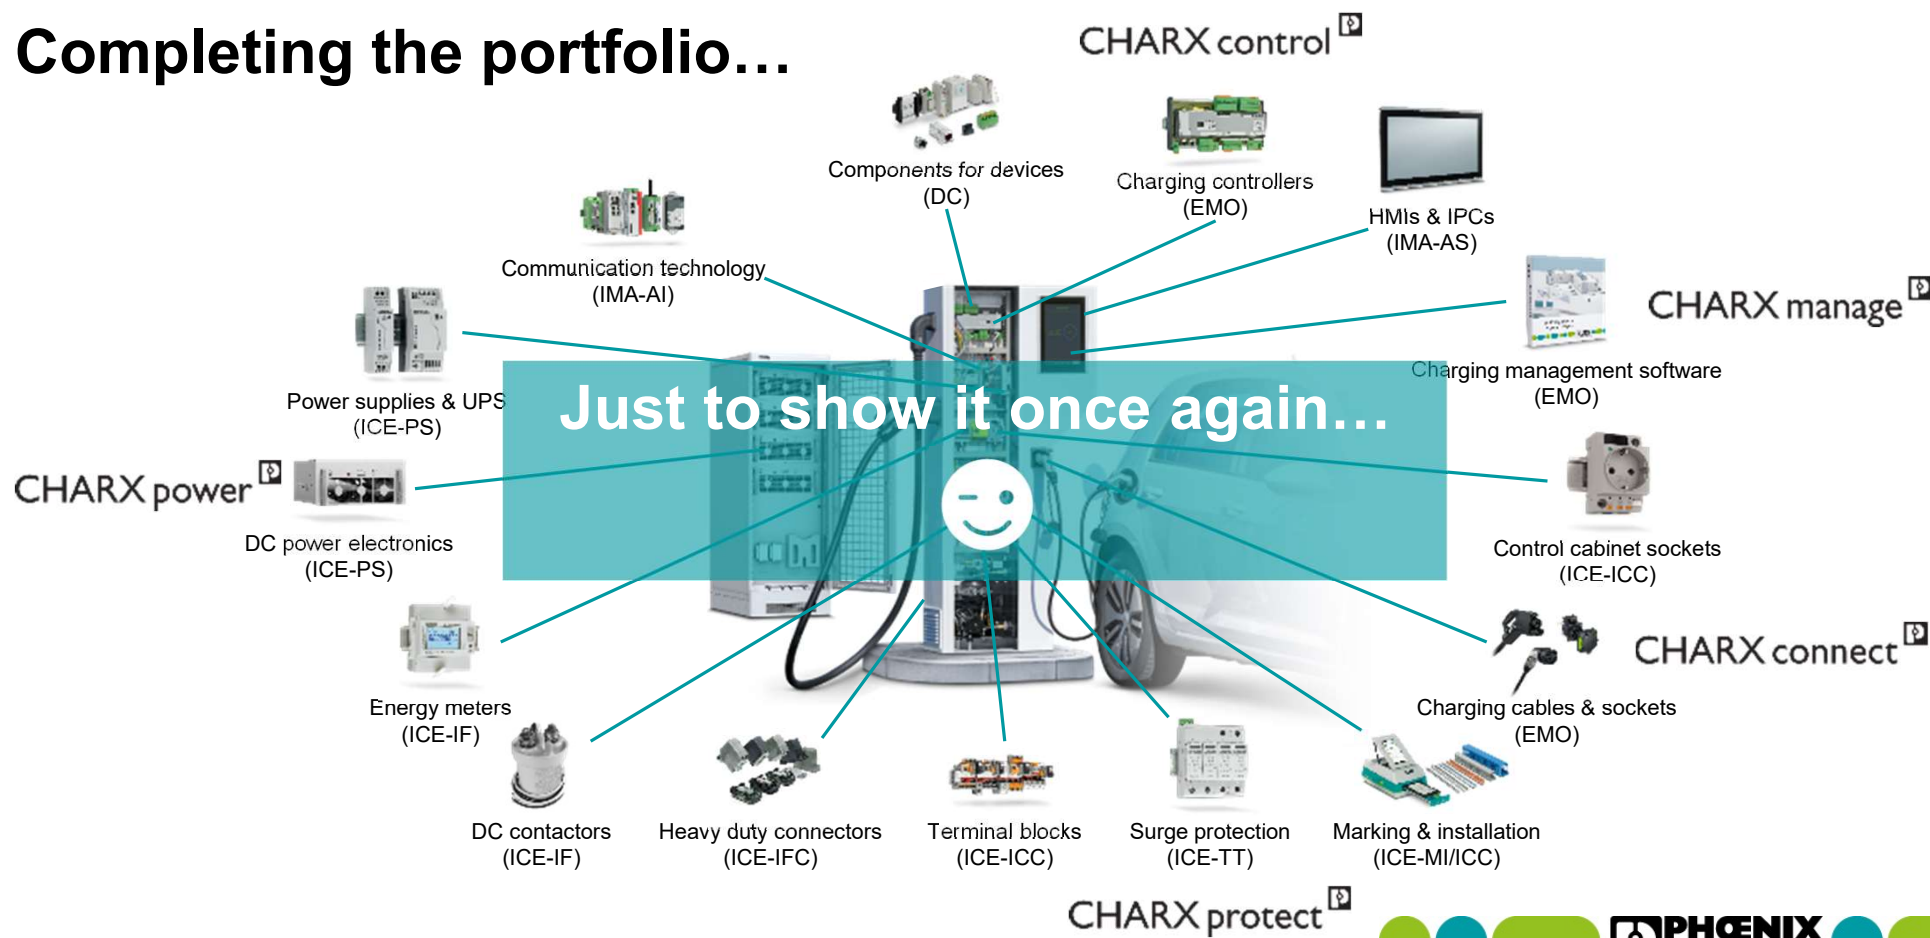 Completing the portfolio...
CHARX control
Components for devices
(DC)
Charging controllers
(EMO)
HMIs & IPCs
(IMA-AS)
Communication technology
(IMA-AI)
CHARX manage
Charging management software
(EMO)
Power supplies & UPS
(ICE-PS)
Just to show it once again...
CHARX power
DC power electronics
(ICE-PS)
Control cabinet sockets
(ICE-ICC)
CHARX connect
Charging cables & sockets
(EMO)
Energy meters
(ICE-IF)
DC contactors
(ICE-IF)
Heavy duty connectors
(ICE-IFC)
Terminal blocks
(ICE-ICC)
Surge protection
(ICE-TT)
Marking & installation
(ICE-MI/ICC)
CHARX protect
PHŒNIX